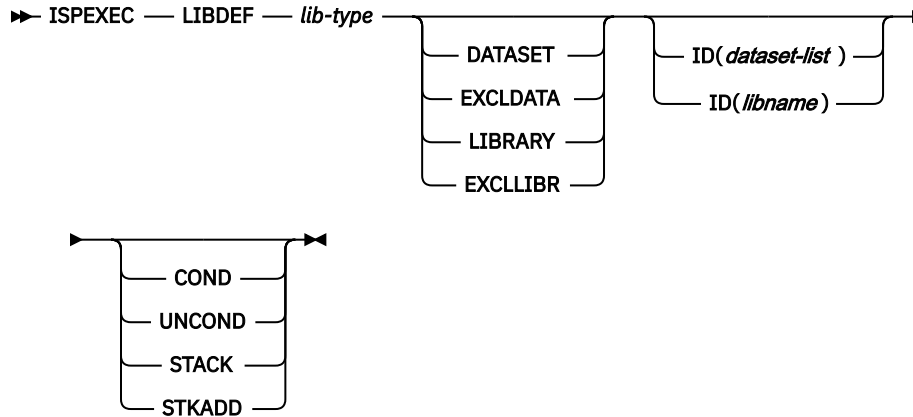 ISPEXEC LIBDEF lib-type
DATASET
EXCLDATA
LIBRARY
EXCLLIBR
ID(dataset-list )
ID(libname)
COND
UNCOND
STACK
STKADD